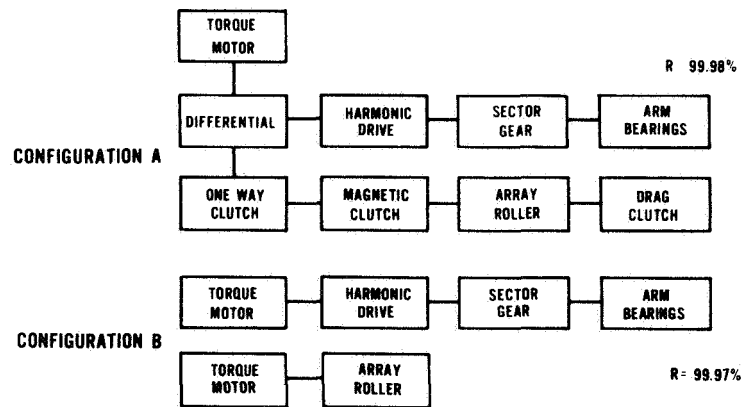 TORQUE
MOTOR
R 99.98%
DIFFERENTIAL
HARMONIC
DRIVE
SECTOR
GEAR
ARM
BEARINGS
CONFIGURATION A
ONE WAY
CLUTCH
MAGNETIC
CLUTCH
ARRAY
ROLLER
DRAG
CLUTCH
TORQUE
MOTOR
HARMONIC
DRIVE
SECTOR
GEAR
ARM
BEARINGS
CONFIGURATION B
TORQUE
MOTOR
ARRAY
ROLLER
R= 99.97%